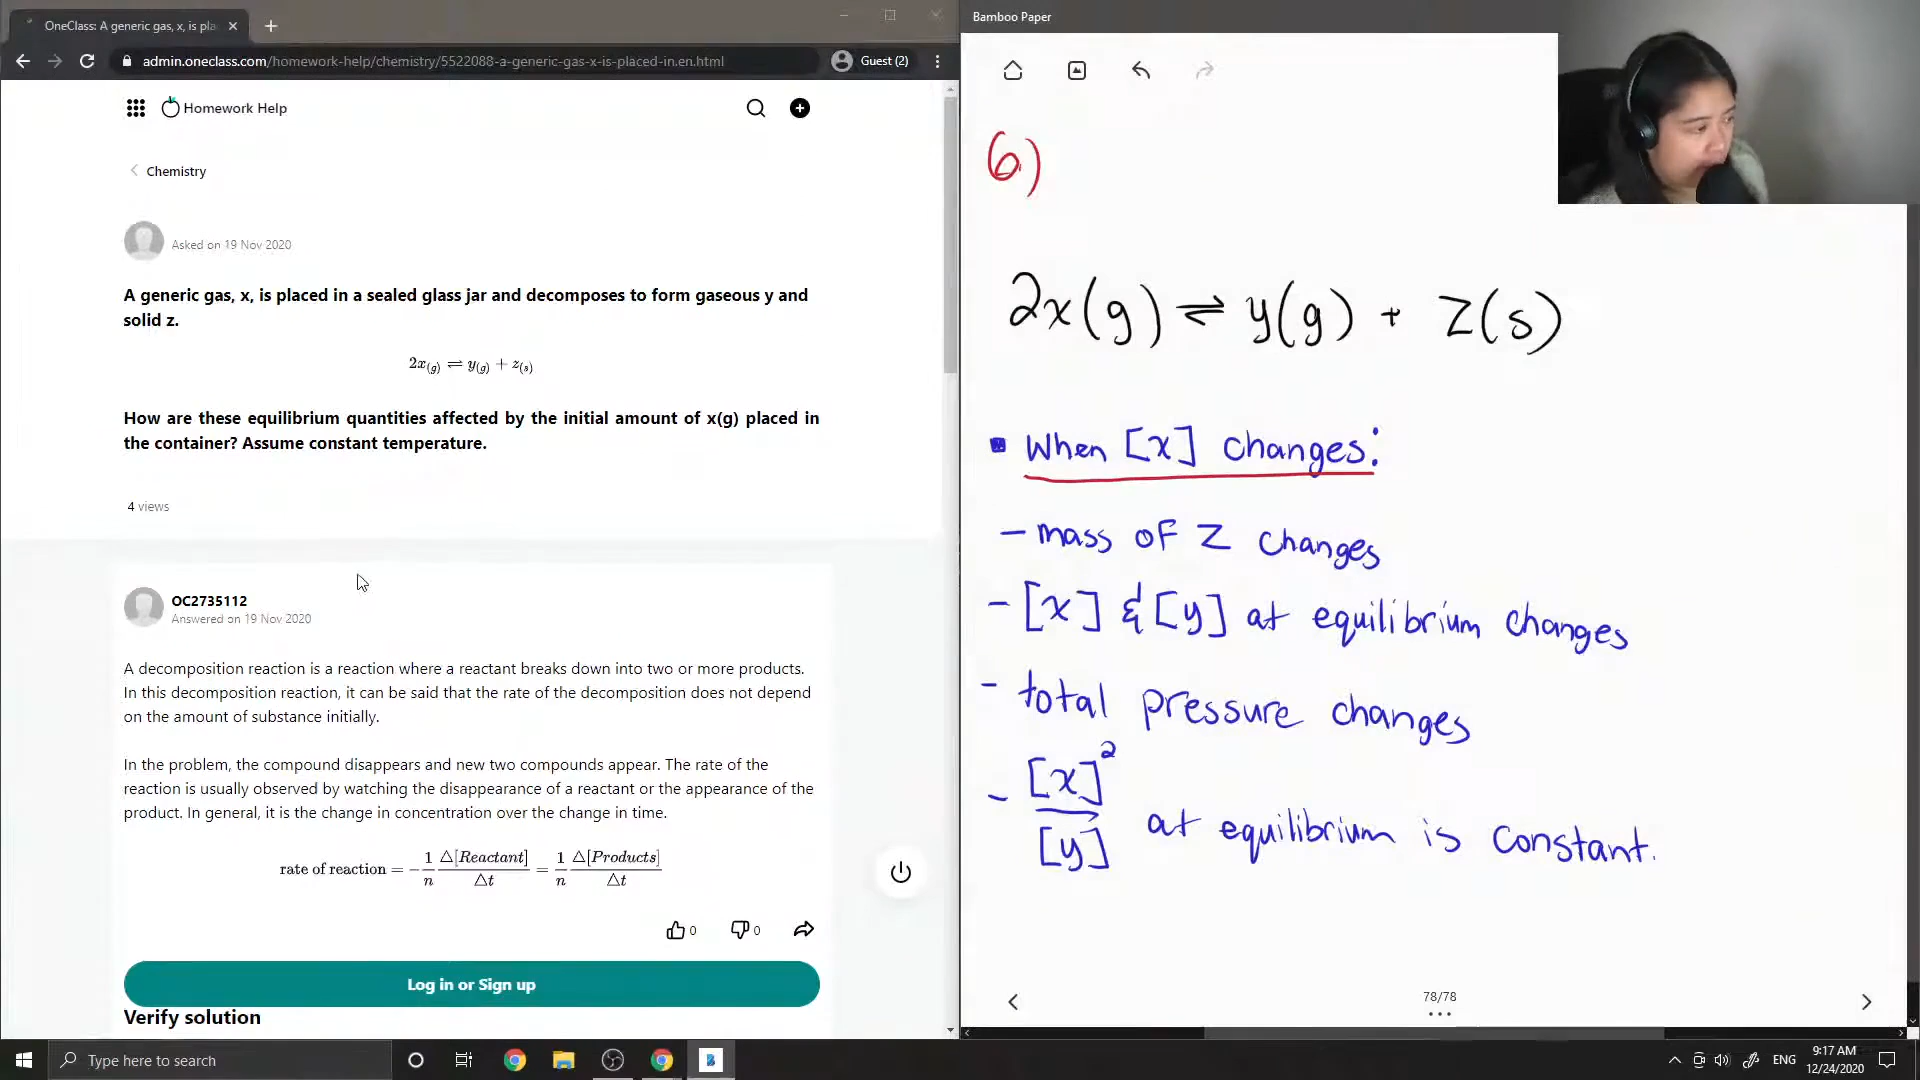 OneClass: A generic gas, x, is pla
Bamboo Paper
admin.oneclass.com/homework-help/chemistry/5522088-a-generic-gas-x-is-placed-in.en.html
Guest (2)
Homework Help
Chemistry
Asked on 19 Nov 2020
A generic gas, x, is placed in a sealed glass jar and decomposes to form gaseous y and
solid z.
2x(g) ⇌ y(g) + z(s)
How are these equilibrium quantities affected by the initial amount of x(g) placed in
the container? Assume constant temperature.
4 views
OC2735112
Answered on 19 Nov 2020
A decomposition reaction is a reaction where a reactant breaks down into two or more products.
In this decomposition reaction, it can be said that the rate of the decomposition does not depend
on the amount of substance initially.
In the problem, the compound disappears and new two compounds appear. The rate of the
reaction is usually observed by watching the disappearance of a reactant or the appearance of the
product. In general, it is the change in concentration over the change in time.
rate of reaction = −1/n △[Reactant]/△t = 1/n △[Products]/△t
0
0
Log in or Sign up
Verify solution
6)
2x(g) ⇌ y(g) + z(s)
When [x] changes:
- mass of z changes
- [x] & [y] at equilibrium changes
- total pressure changes
- [x]²/[y] at equilibrium is constant.
78/78
Type here to search
ENG
9:17 AM
12/24/2020